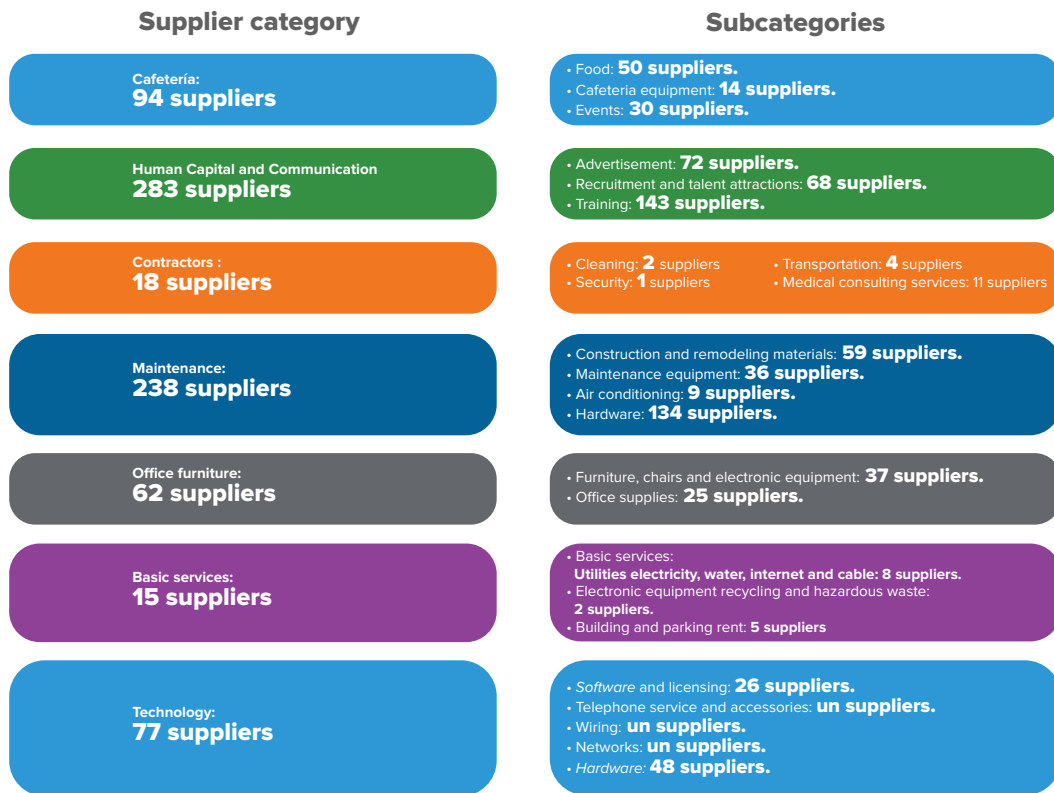 Supplier category
Subcategories
Cafetería:
94 suppliers
• Food: 50 suppliers.
• Cafeteria equipment: 14 suppliers.
• Events: 30 suppliers.
Human Capital and Communication
283 suppliers
• Advertisement: 72 suppliers.
• Recruitment and talent attractions: 68 suppliers.
• Training: 143 suppliers.
Contractors :
18 suppliers
• Cleaning: 2 suppliers
• Security: 1 suppliers
• Transportation: 4 suppliers
• Medical consulting services: 11 suppliers
Maintenance:
238 suppliers
• Construction and remodeling materials: 59 suppliers.
• Maintenance equipment: 36 suppliers.
• Air conditioning: 9 suppliers.
• Hardware: 134 suppliers.
Office furniture:
62 suppliers
• Furniture, chairs and electronic equipment: 37 suppliers.
• Office supplies: 25 suppliers.
Basic services:
15 suppliers
• Basic services:
Utilities electricity, water, internet and cable: 8 suppliers.
• Electronic equipment recycling and hazardous waste:
2 suppliers.
• Building and parking rent: 5 suppliers
Technology:
77 suppliers
• Software and licensing: 26 suppliers.
• Telephone service and accessories: un suppliers.
• Wiring: un suppliers.
• Networks: un suppliers.
• Hardware: 48 suppliers.